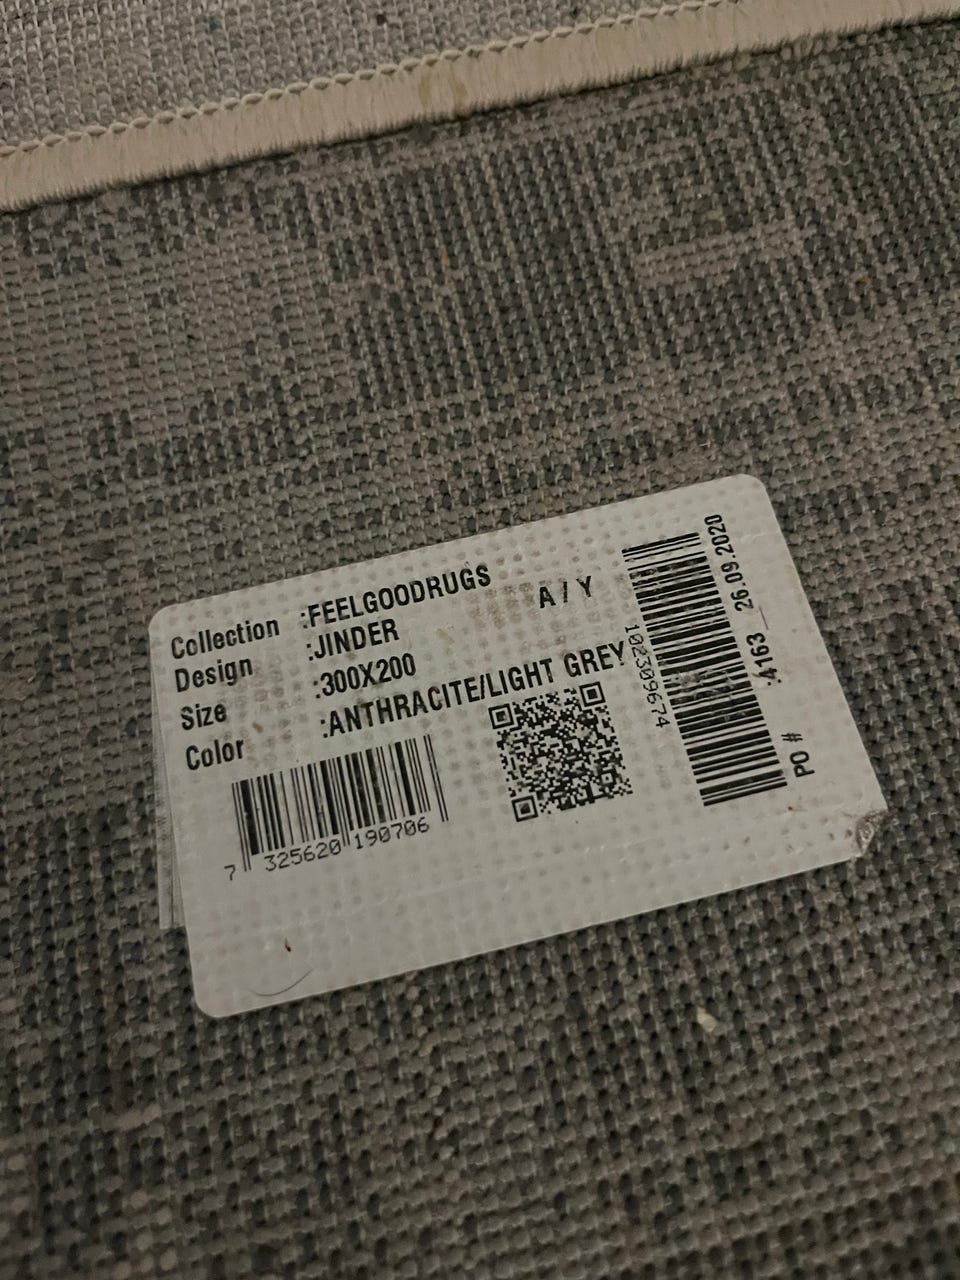 Collection :FEELGOODRUGS
Design :JINDER
A / Y
Size :300X200
Color :ANTHRACITE/LIGHT GREY
7 325620 190706
102309674
PO # :4163 __ 26.09.2020